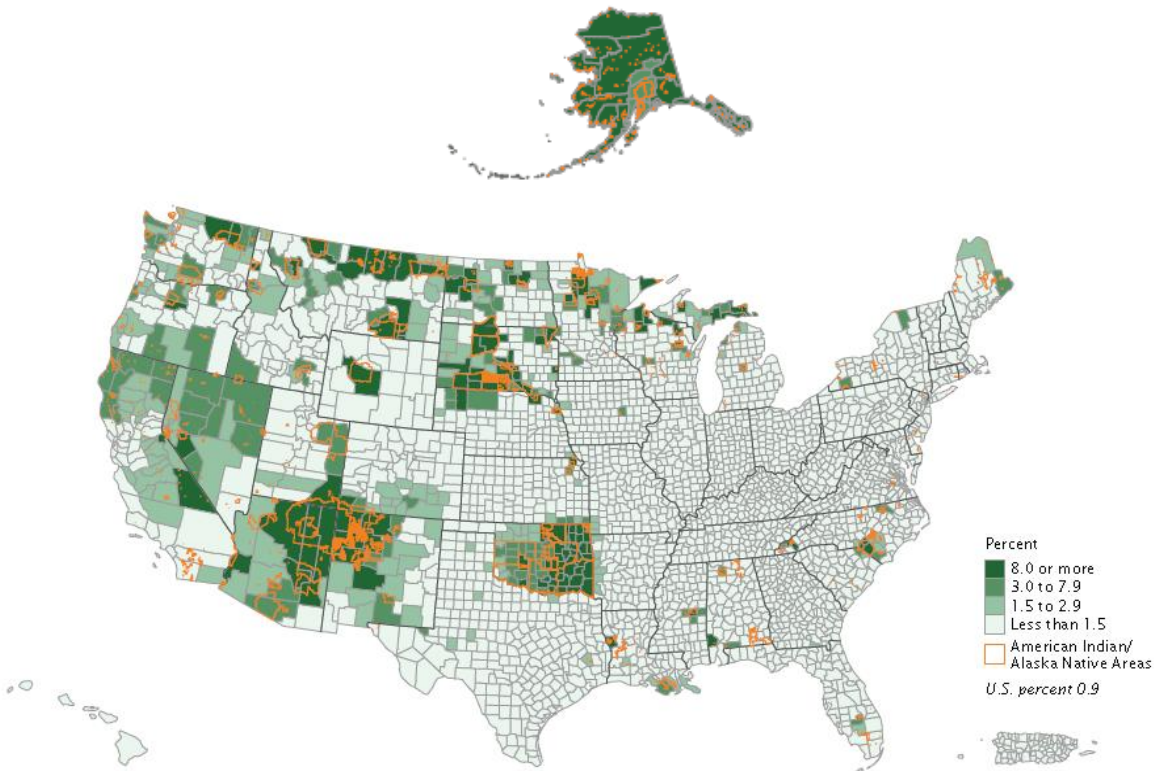 Percent
8.0 or more
3.0 to 7.9
1.5 to 2.9
Less than 1.5
American Indian/
Alaska Native Areas
U.S. percent 0.9